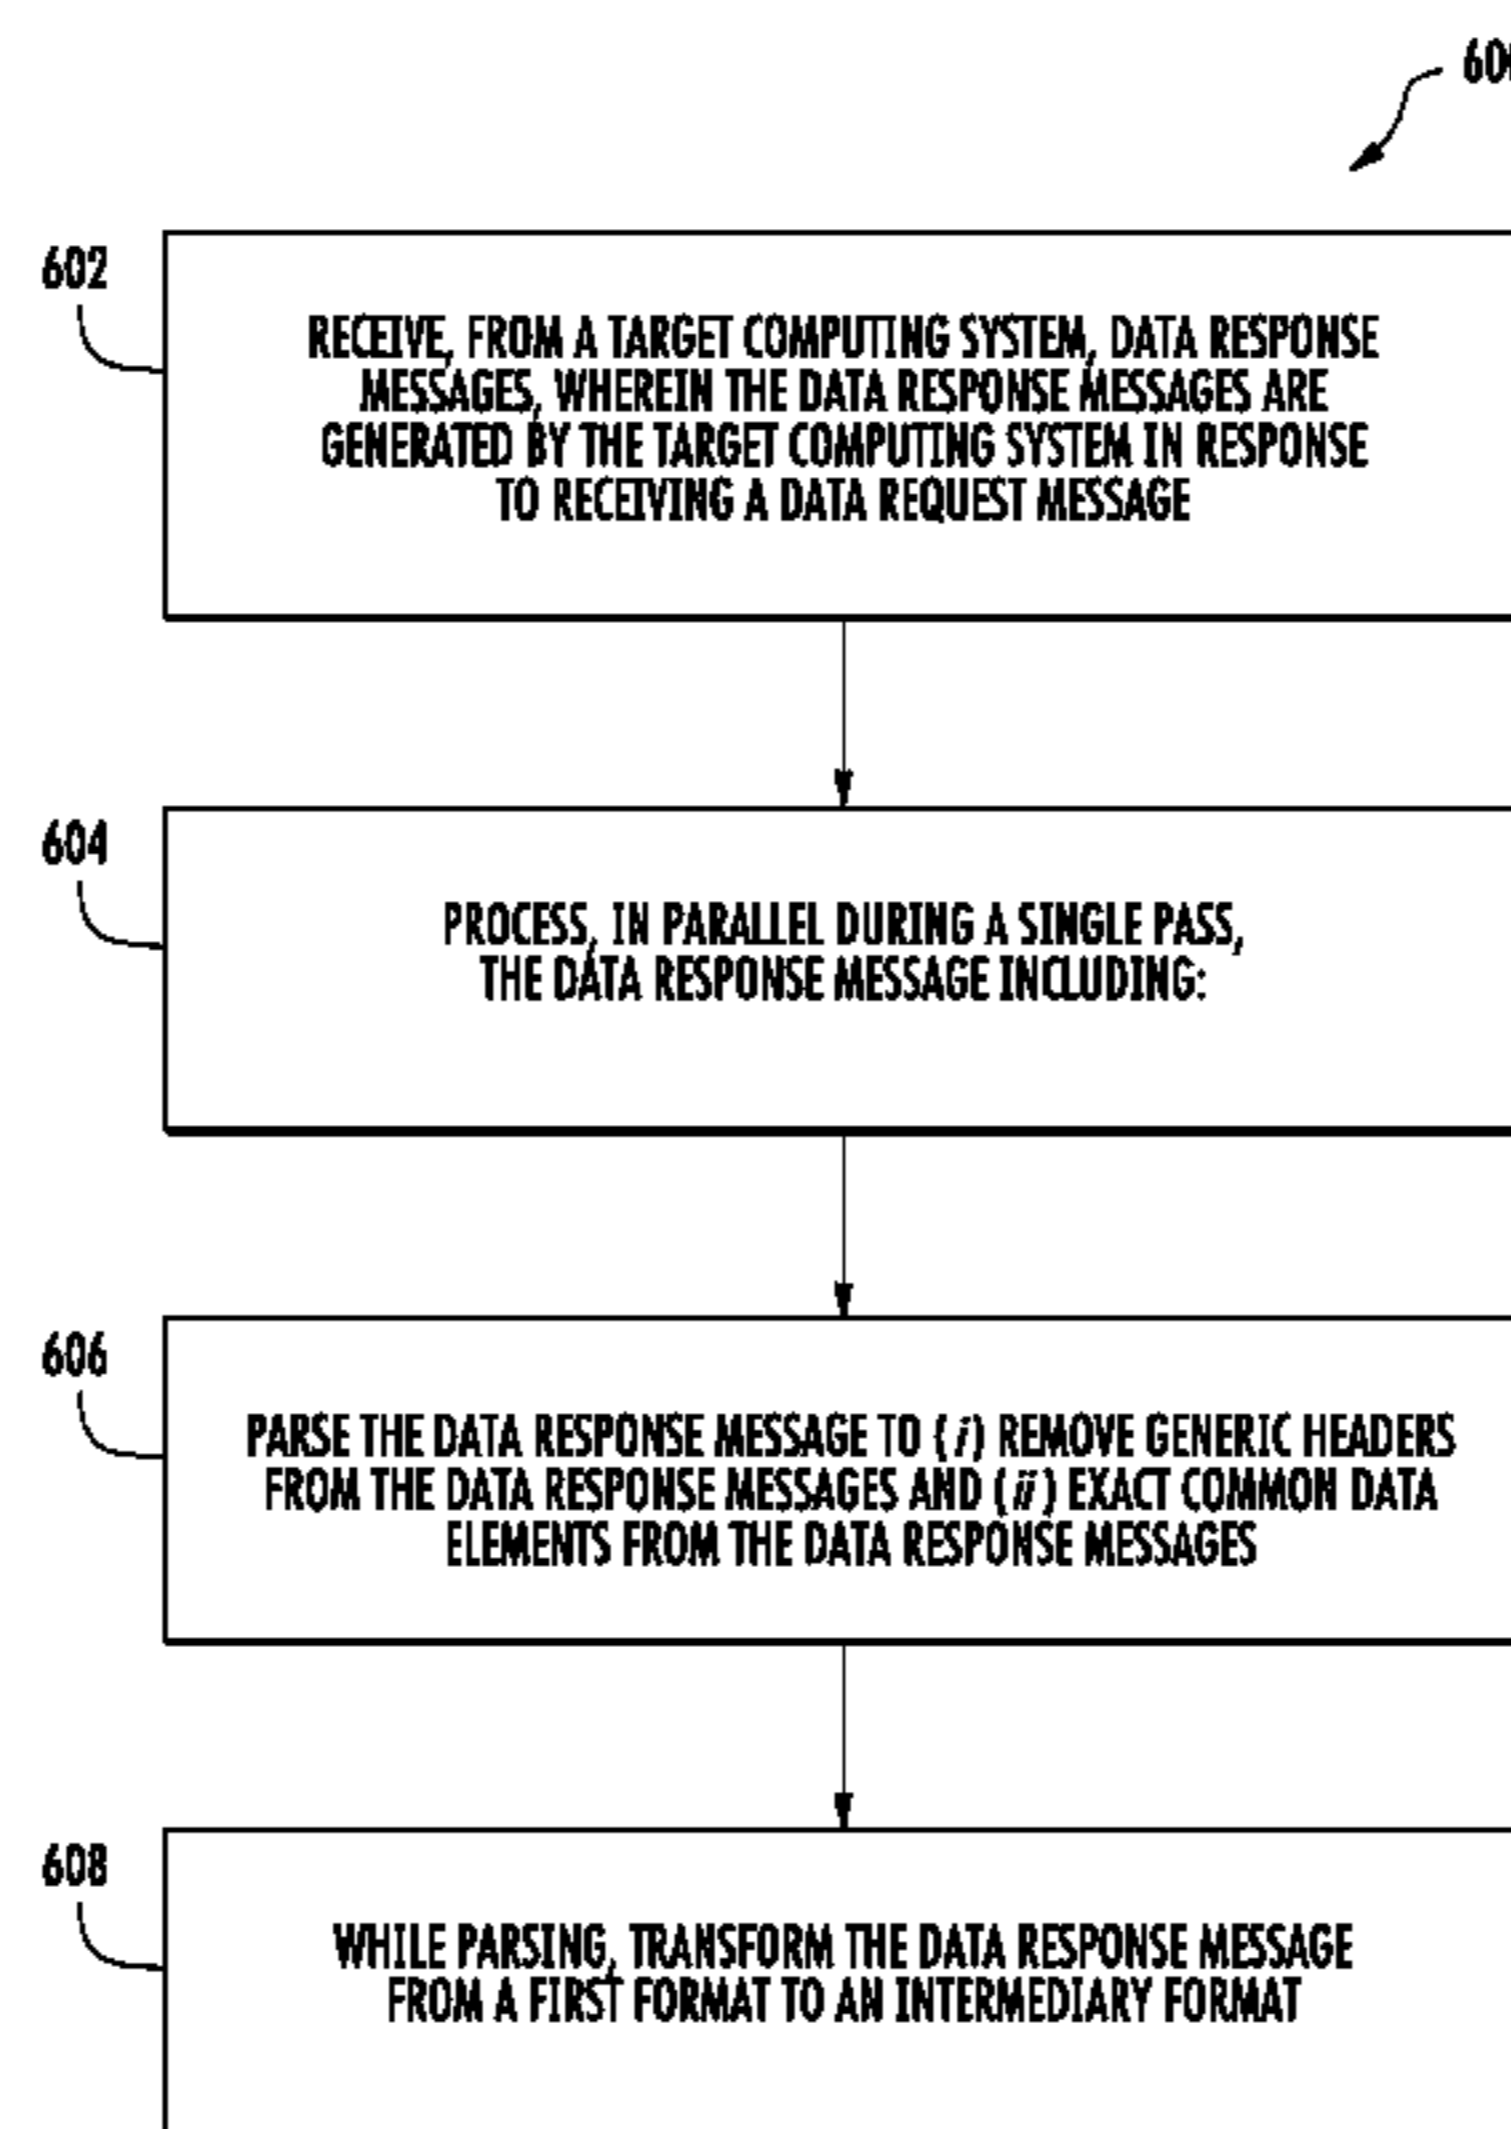 602
RECEIVE, FROM A TARGET COMPUTING SYSTEM, DATA RESPONSE
MESSAGES, WHEREIN THE DATA RESPONSE MESSAGES ARE
GENERATED BY THE TARGET COMPUTING SYSTEM IN RESPONSE
TO RECEIVING A DATA REQUEST MESSAGE
604
PROCESS, IN PARALLEL DURING A SINGLE PASS,
THE DATA RESPONSE MESSAGE INCLUDING:
606
PARSE THE DATA RESPONSE MESSAGE TO (i) REMOVE GENERIC HEADERS
FROM THE DATA RESPONSE MESSAGES AND (ii) EXACT COMMON DATA
ELEMENTS FROM THE DATA RESPONSE MESSAGES
608
WHILE PARSING, TRANSFORM THE DATA RESPONSE MESSAGE
FROM A FIRST FORMAT TO AN INTERMEDIARY FORMAT